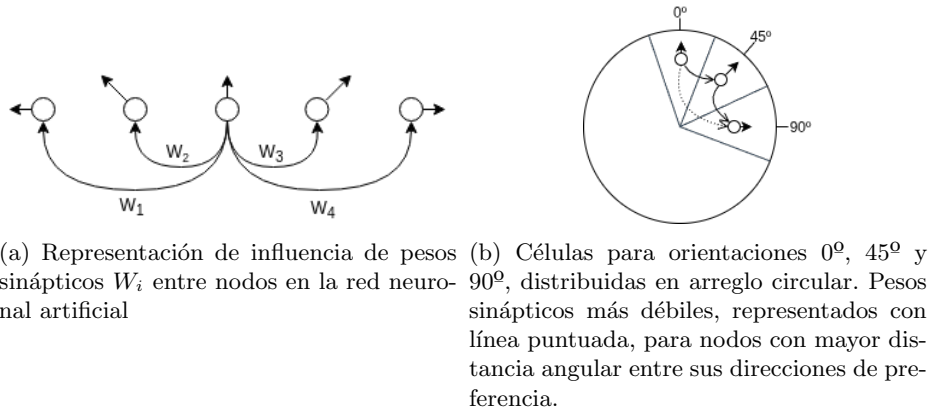 0º
45º
90º
W2
W3
W1
W4
(a) Representación de influencia de pesos
sinápticos Wi entre nodos en la red neuro-
nal artificial
(b) Células para orientaciones 0º, 45º y
90º, distribuidas en arreglo circular. Pesos
sinápticos más débiles, representados con
línea puntuada, para nodos con mayor dis-
tancia angular entre sus direcciones de pre-
ferencia.